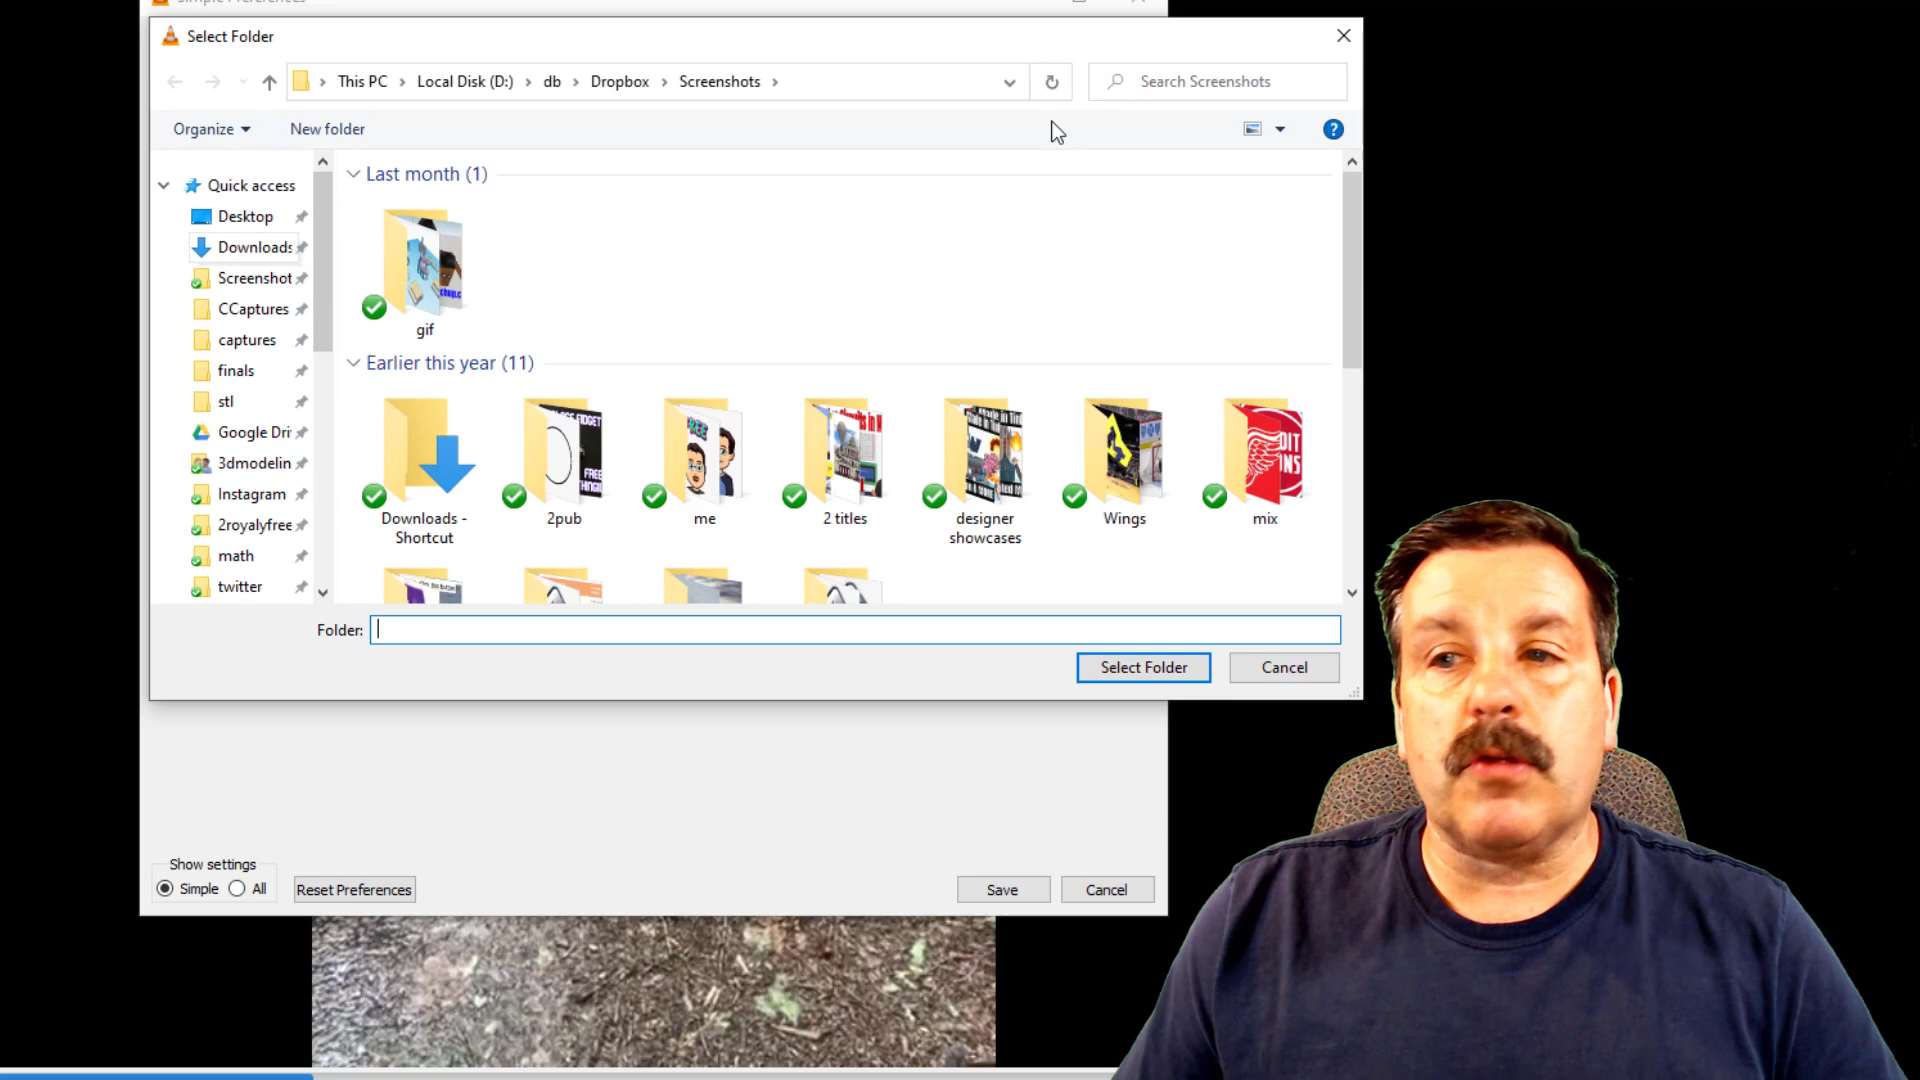 Simple Preferences
Select Folder
This PC > Local Disk (D:) > db > Dropbox > Screenshots >
Search Screenshots
Organize
New folder
?
Quick access
Desktop
Downloads
Screenshot
CCaptures
captures
finals
stl
Google Dri
3dmodelin
Instagram
2royalyfree
math
twitter
Last month (1)
gif
Earlier this year (11)
Downloads -
Shortcut
2pub
me
2 titles
designer
showcases
Wings
mix
Folder:
Select Folder
Cancel
Show settings
Simple
All
Reset Preferences
Save
Cancel